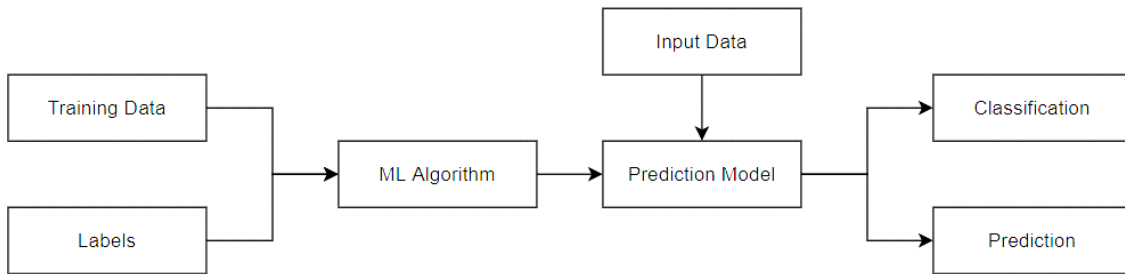 Input Data
Training Data
Classification
ML Algorithm
Prediction Model
Labels
Prediction